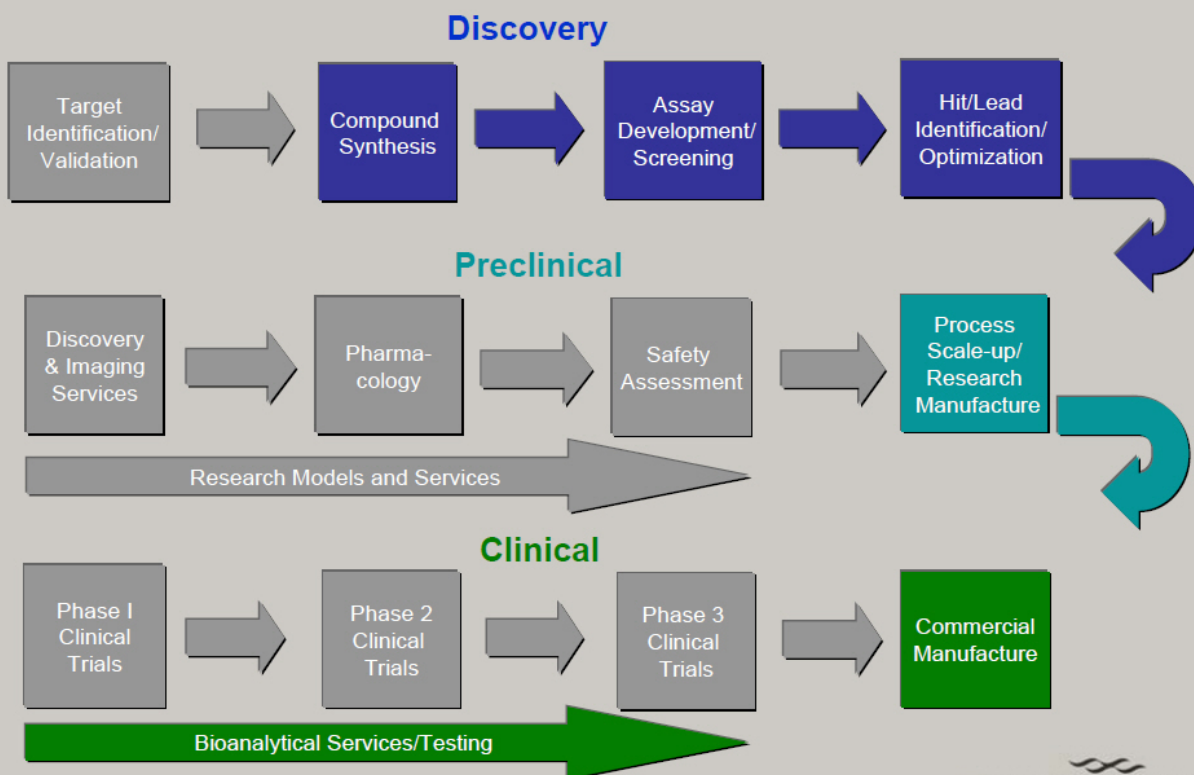 Discovery
Target
Identification/
Validation
Compound
Synthesis
Assay
Development/
Screening
Hit/Lead
Identification/
Optimization
Preclinical
Discovery
& Imaging
Services
Pharma-
cology
Safety
Assessment
Process
Scale-up/
Research
Manufacture
Research Models and Services
Clinical
Phase I
Clinical
Trials
Phase 2
Clinical
Trials
Phase 3
Clinical
Trials
Commercial
Manufacture
Bioanalytical Services/Testing